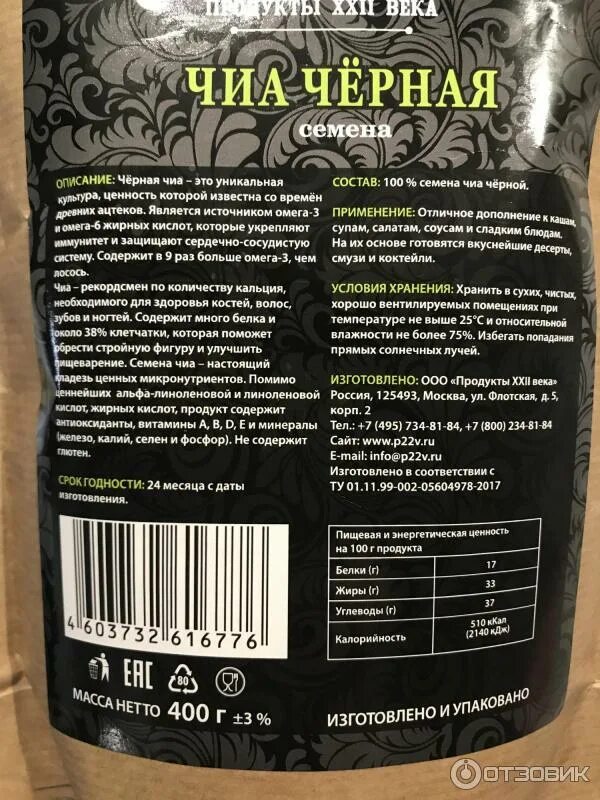 ПРОДУКТЫ XXII ВЕКА
ЧИА ЧЁРНАЯ
семена
ОПИСАНИЕ: Чёрная чиа – это уникальная
культура, ценность которой известна со времён
древних ацтеков. Является источником омега-3
и омега-6 жирных кислот, которые укрепляют
иммунитет и защищают сердечно-сосудистую
систему. Содержит в 9 раз больше омега-3, чем
лосось.
Чиа – рекордсмен по количеству кальция,
необходимого для здоровья костей, волос,
зубов и ногтей. Содержит много белка и
около 38% клетчатки, которая поможет
обрести стройную фигуру и улучшить
пищеварение. Семена чиа – настоящий
кладезь ценных микронутриентов. Помимо
ценнейших альфа-линоленовой и линоленовой
кислот, жирных кислот, продукт содержит
антиоксиданты, витамины A, B, D, E и минералы
(железо, калий, селен и фосфор). Не содержит
глютен.
СРОК ГОДНОСТИ: 24 месяца с даты
изготовления.
4 603732 616776
EAC
80
МАССА НЕТТО 400 г ±3 %
СОСТАВ: 100 % семена чиа чёрной.
ПРИМЕНЕНИЕ: Отличное дополнение к кашам,
супам, салатам, соусам и сладким блюдам.
На их основе готовятся вкуснейшие десерты,
смузи и коктейли.
УСЛОВИЯ ХРАНЕНИЯ: Хранить в сухих, чистых,
хорошо вентилируемых помещениях при
температуре не выше 25°С и относительной
влажности не более 75%. Избегать попадания
прямых солнечных лучей.
ИЗГОТОВЛЕНО: ООО «Продукты XXII века»
Россия, 125493, Москва, ул. Флотская, д. 5,
корп. 2
Тел.: +7 (495) 734-81-84, +7 (800) 234-81-84
Сайт: www.p22v.ru
E-mail: info@p22v.ru
Изготовлено в соответствии с
ТУ 01.11.99-002-05604978-2017
Пищевая и энергетическая ценность
на 100 г продукта
Белки (г) 17
Жиры (г) 33
Углеводы (г) 37
Калорийность 510 кКал
(2140 кДж)
ИЗГОТОВЛЕНО И УПАКОВАНО
ОТЗОВИК